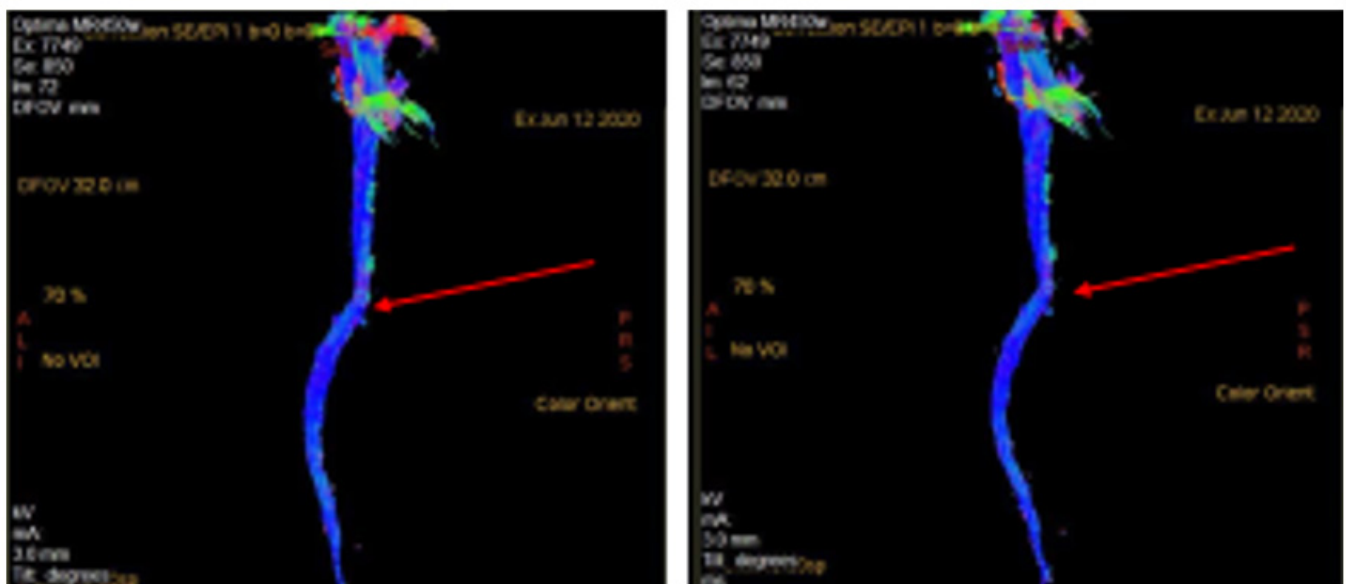 Optima MR450w
Ex: 7749
Se: 850
Im: 72
DFOV mm
Ex Jun 12 2020
DFOV 32.0 cm
70 %
A
L
I
No VOI
P
R
S
Color Orient
kV
mA
3.0 mm
Tilt: degrees
Optima MR450w
Ex: 7749
Se: 850
Im: 62
DFOV mm
Ex Jun 12 2020
DFOV 32.0 cm
70 %
A
I
L
No VOI
P
S
R
Color Orient
kV
mA
3.0 mm
Tilt: degrees